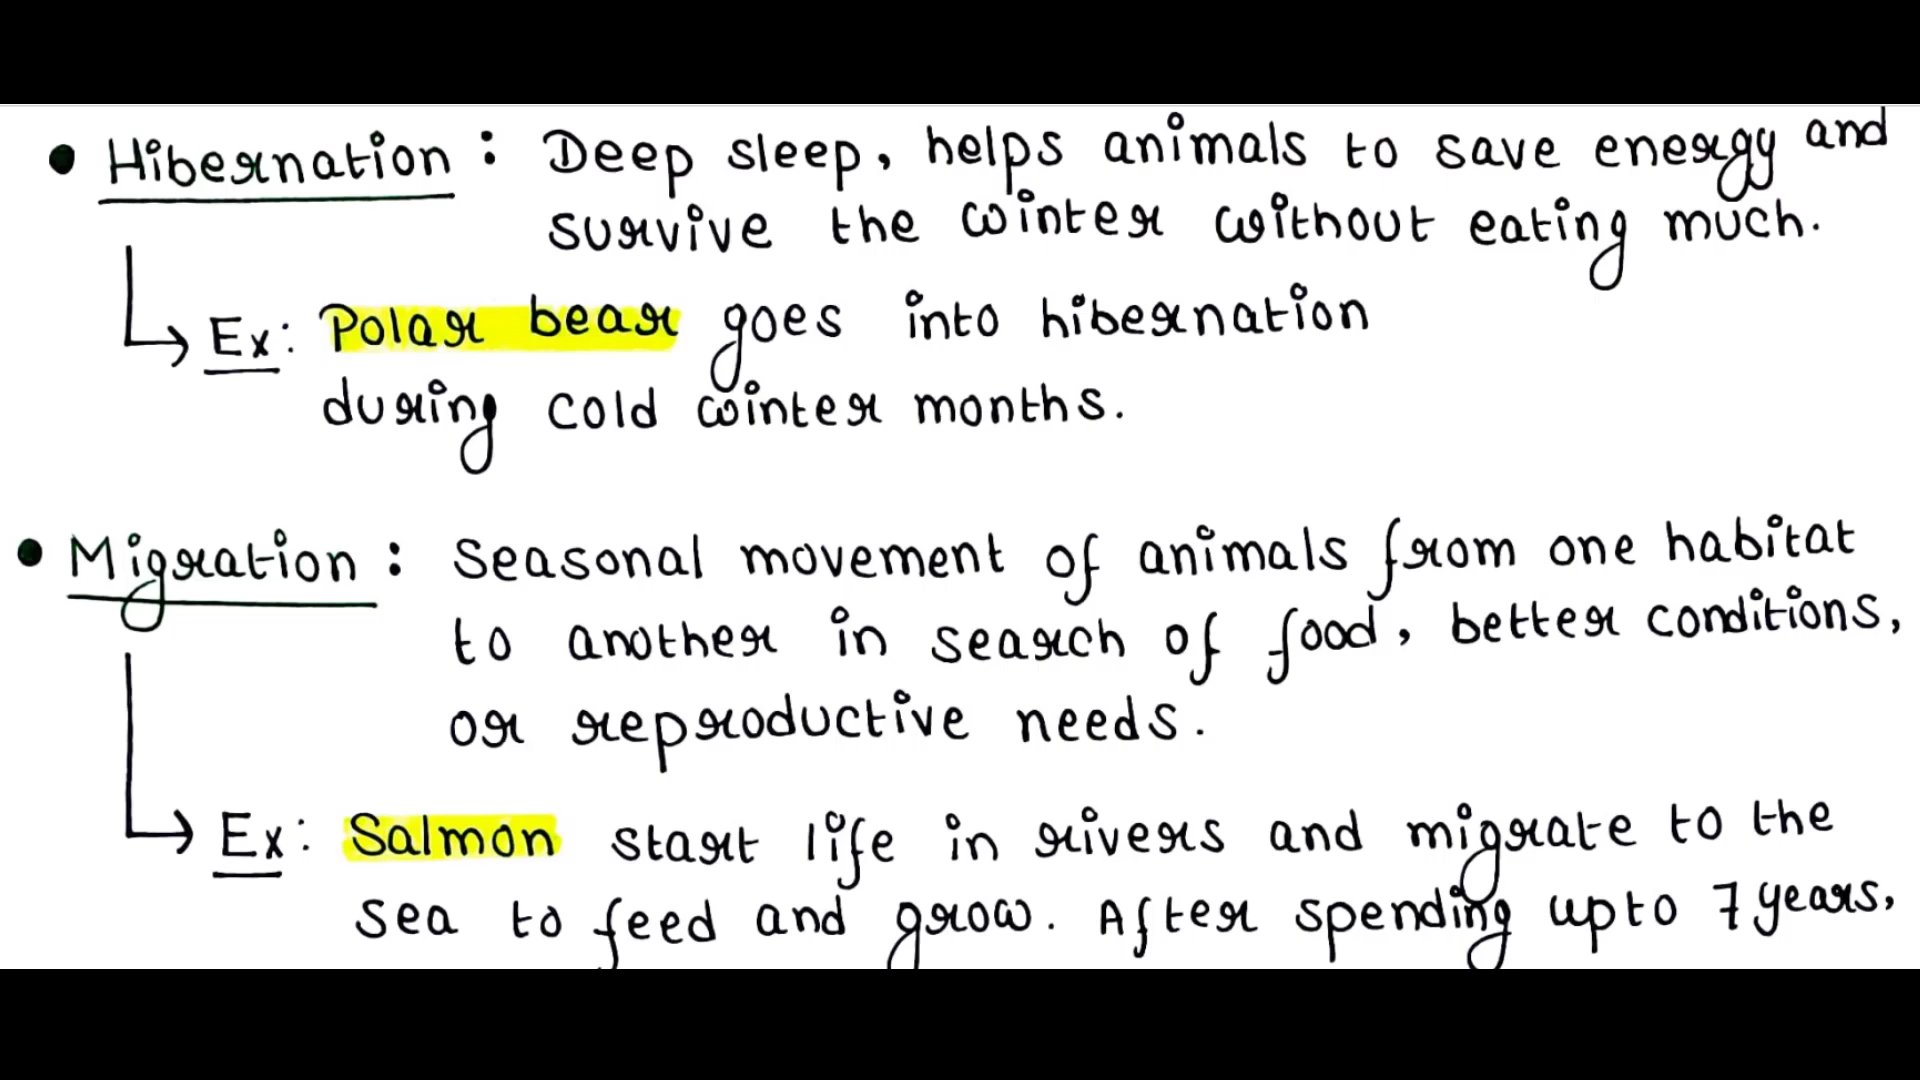 • Hibernation : Deep sleep, helps animals to save energy and
survive the winter without eating much.
Ex: Polar bear goes into hibernation
during cold winter months.
• Migration : Seasonal movement of animals from one habitat
to another in search of food, better conditions,
or reproductive needs.
Ex: Salmon start life in rivers and migrate to the
sea to feed and grow. After spending upto 7 years,